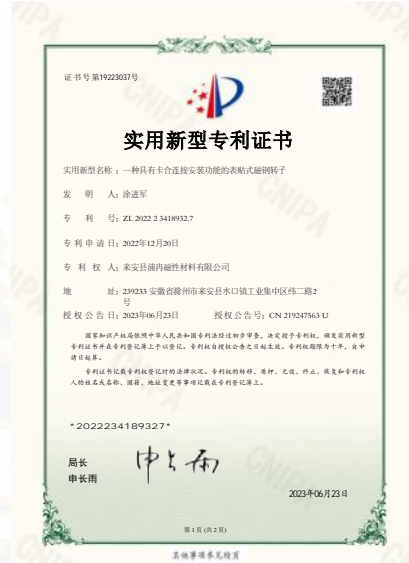 证书号第19223037号
实用新型专利证书
实用新型名称：一种具有卡合连接安装功能的表贴式磁钢转子
发明人：涂进军
专利号：ZL 2022 2 3418932.7
专利申请日：2022年12月20日
专利权人：来安县浦冉磁性材料有限公司
地址：239233 安徽省滁州市来安县水口镇工业集中区纬二路2
号
授权公告日：2023年06月23日 授权公告号：CN 219247563 U
国家知识产权局依照中华人民共和国专利法经过初步审查，决定授予专利权，颁发实用新型
专利证书并在专利登记簿上予以登记。专利权自授权公告之日起生效。专利权期限为十年，自申
请日起算。
专利证书记载专利权登记时的法律状况。专利权的转移、质押、无效、终止、恢复和专利权
人的姓名或名称、国籍、地址变更等事项记载在专利登记簿上。
*2022234189327*
局长
申长雨
申长雨
2023年06月23日
第 1 页 (共 2 页)
其他事项参见续页
CNIPA
CNIPA
CNIPA
CNIPA